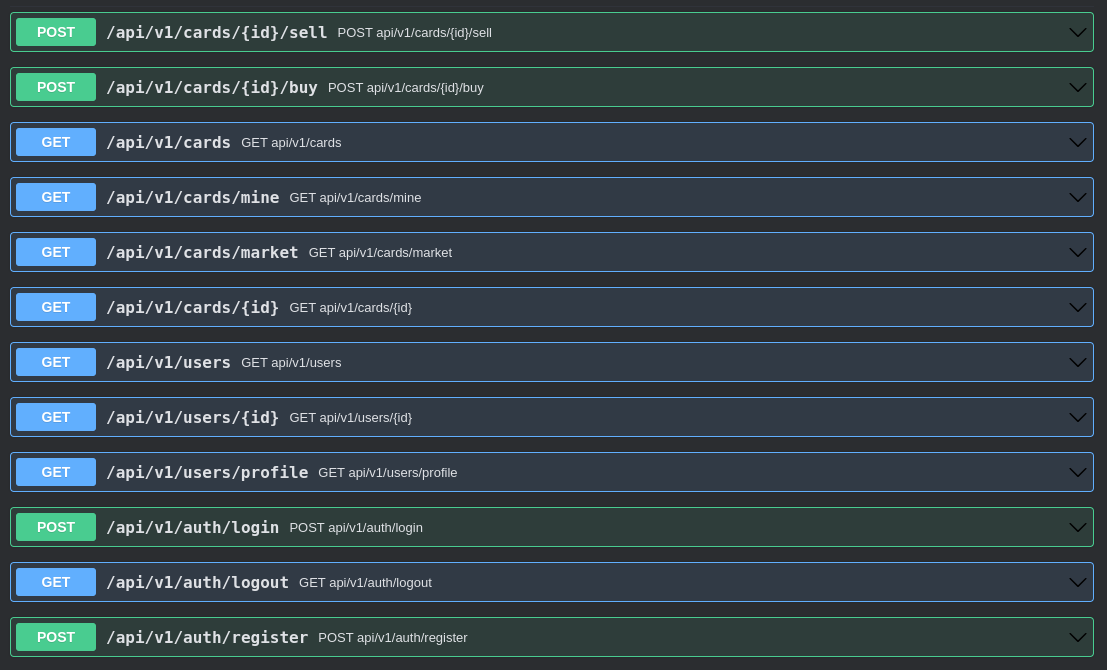 POST /api/v1/cards/{id}/sell POST api/v1/cards/{id}/sell
POST /api/v1/cards/{id}/buy POST api/v1/cards/{id}/buy
GET /api/v1/cards GET api/v1/cards
GET /api/v1/cards/mine GET api/v1/cards/mine
GET /api/v1/cards/market GET api/v1/cards/market
GET /api/v1/cards/{id} GET api/v1/cards/{id}
GET /api/v1/users GET api/v1/users
GET /api/v1/users/{id} GET api/v1/users/{id}
GET /api/v1/users/profile GET api/v1/users/profile
POST /api/v1/auth/login POST api/v1/auth/login
GET /api/v1/auth/logout GET api/v1/auth/logout
POST /api/v1/auth/register POST api/v1/auth/register